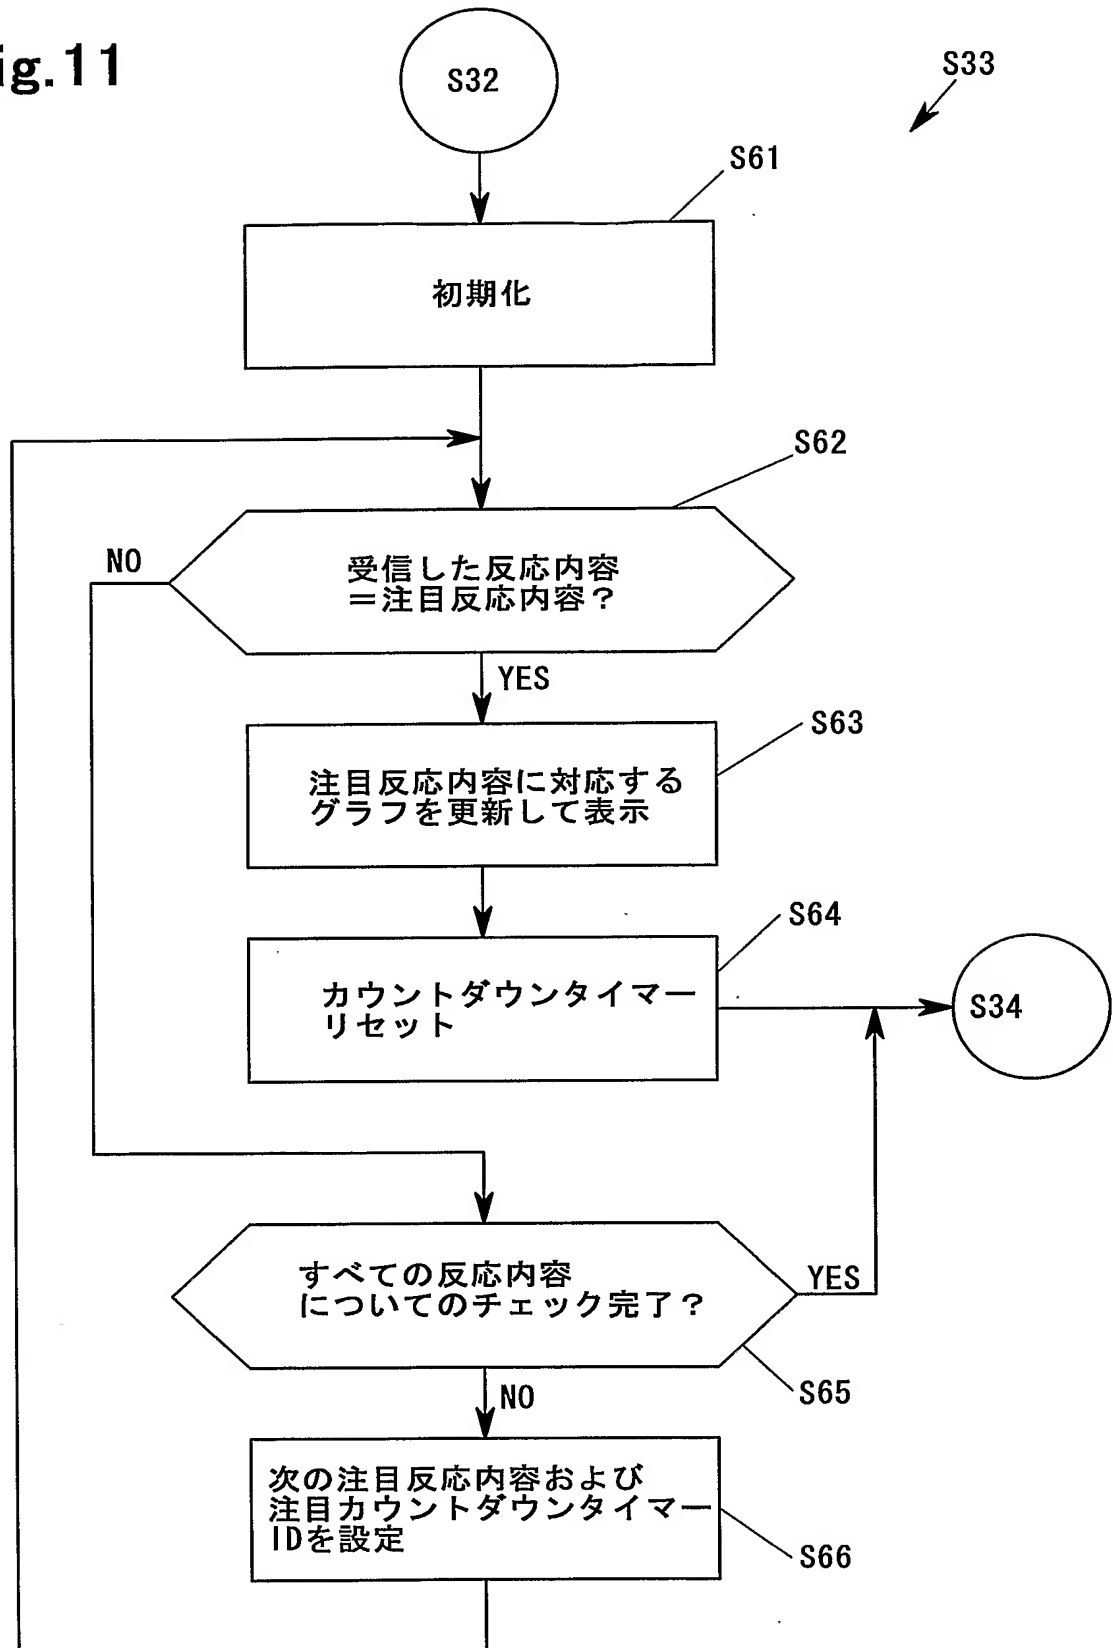 ig.11
S32
S33
S61
初期化
S62
NO
受信した反応内容
＝注目反応内容？
YES
S63
注目反応内容に対応する
グラフを更新して表示
S64
カウントダウンタイマー
リセット
S34
すべての反応内容
についてのチェック完了？
YES
S65
NO
次の注目反応内容および
注目カウントダウンタイマー
IDを設定
S66